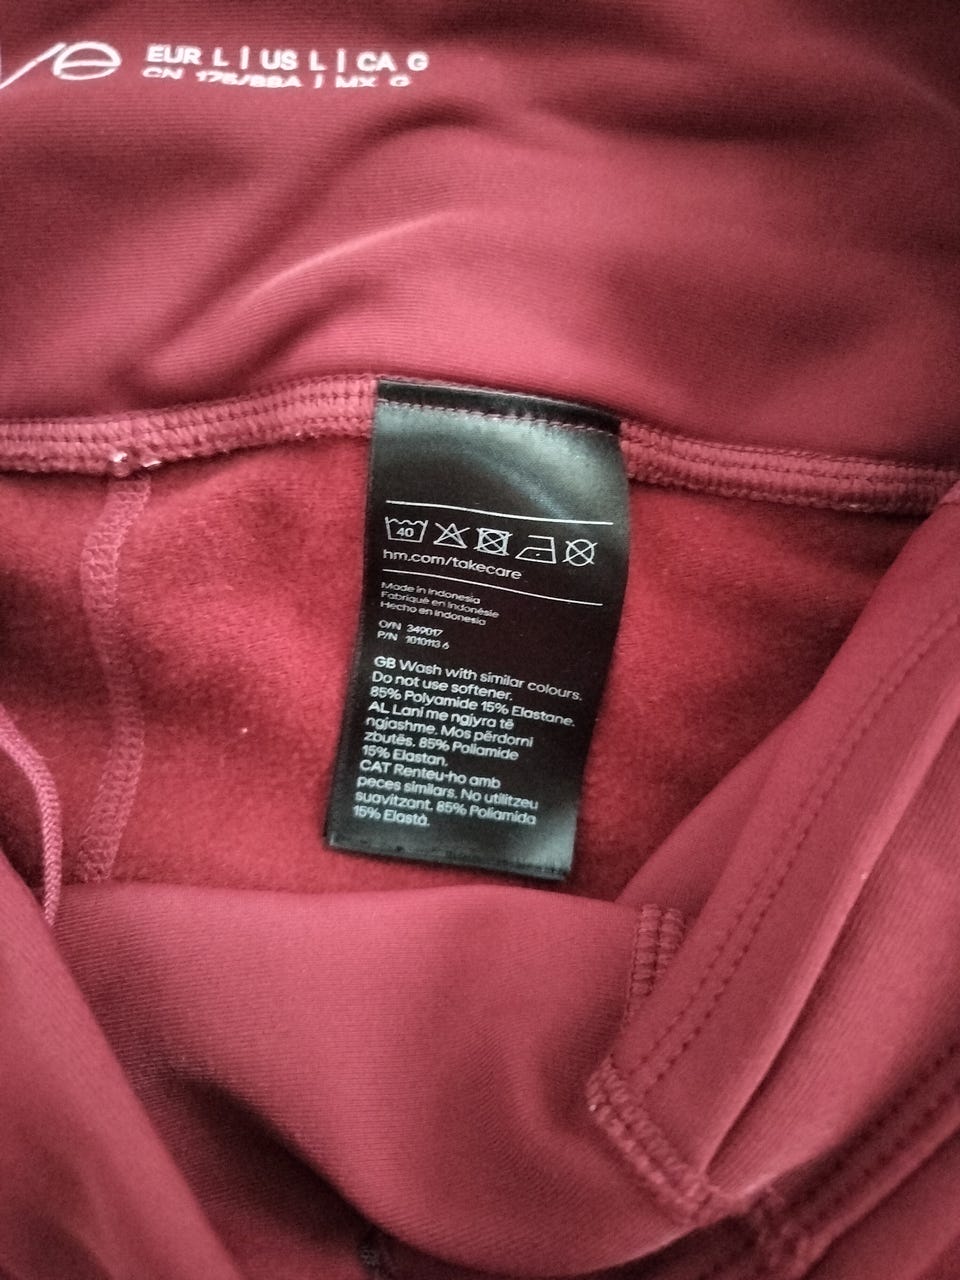 ve
EUR L | US L | CA G
CN 175/88A | MX G
40
hm.com/takecare
Made in Indonesia
Fabriqué en Indonésie
Hecho en Indonesia
O/N 349017
P/N 1010113 6
GB Wash with similar colours.
Do not use softener.
85% Polyamide 15% Elastane.
AL Lani me ngjyra të
ngjashme. Mos përdorni
zbutës. 85% Poliamide
15% Elastan.
CAT Renteu-ho amb
peces similars. No utilitzeu
suavitzant. 85% Poliamida
15% Elastà.